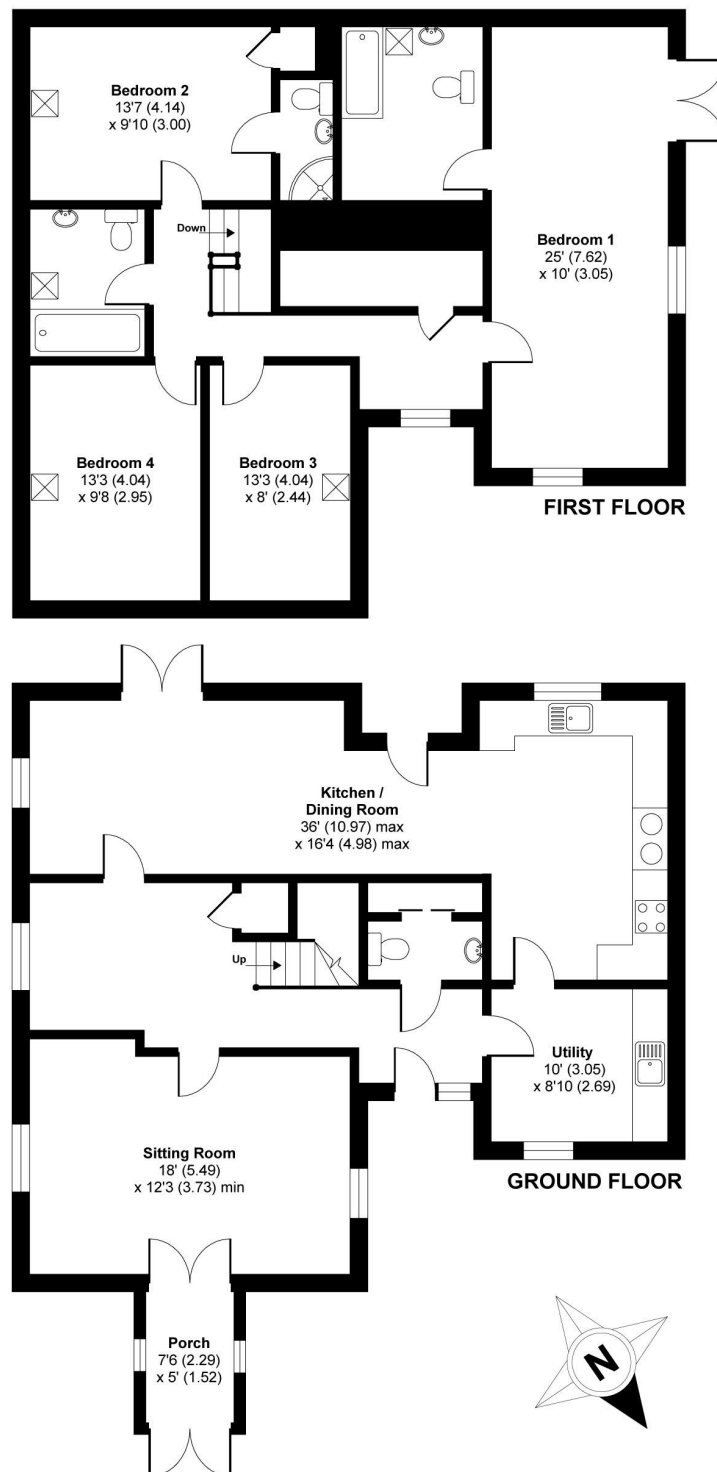 Bedroom 2
13'7 (4.14)
x 9'10 (3.00)
Down
Bedroom 1
25' (7.62)
x 10' (3.05)
Bedroom 4
13'3 (4.04)
x 9'8 (2.95)
Bedroom 3
13'3 (4.04)
x 8' (2.44)
FIRST FLOOR
Kitchen /
Dining Room
36' (10.97) max
x 16'4 (4.98) max
Up
Utility
10' (3.05)
x 8'10 (2.69)
Sitting Room
18' (5.49)
x 12'3 (3.73) min
GROUND FLOOR
Porch
7'6 (2.29)
x 5' (1.52)
N